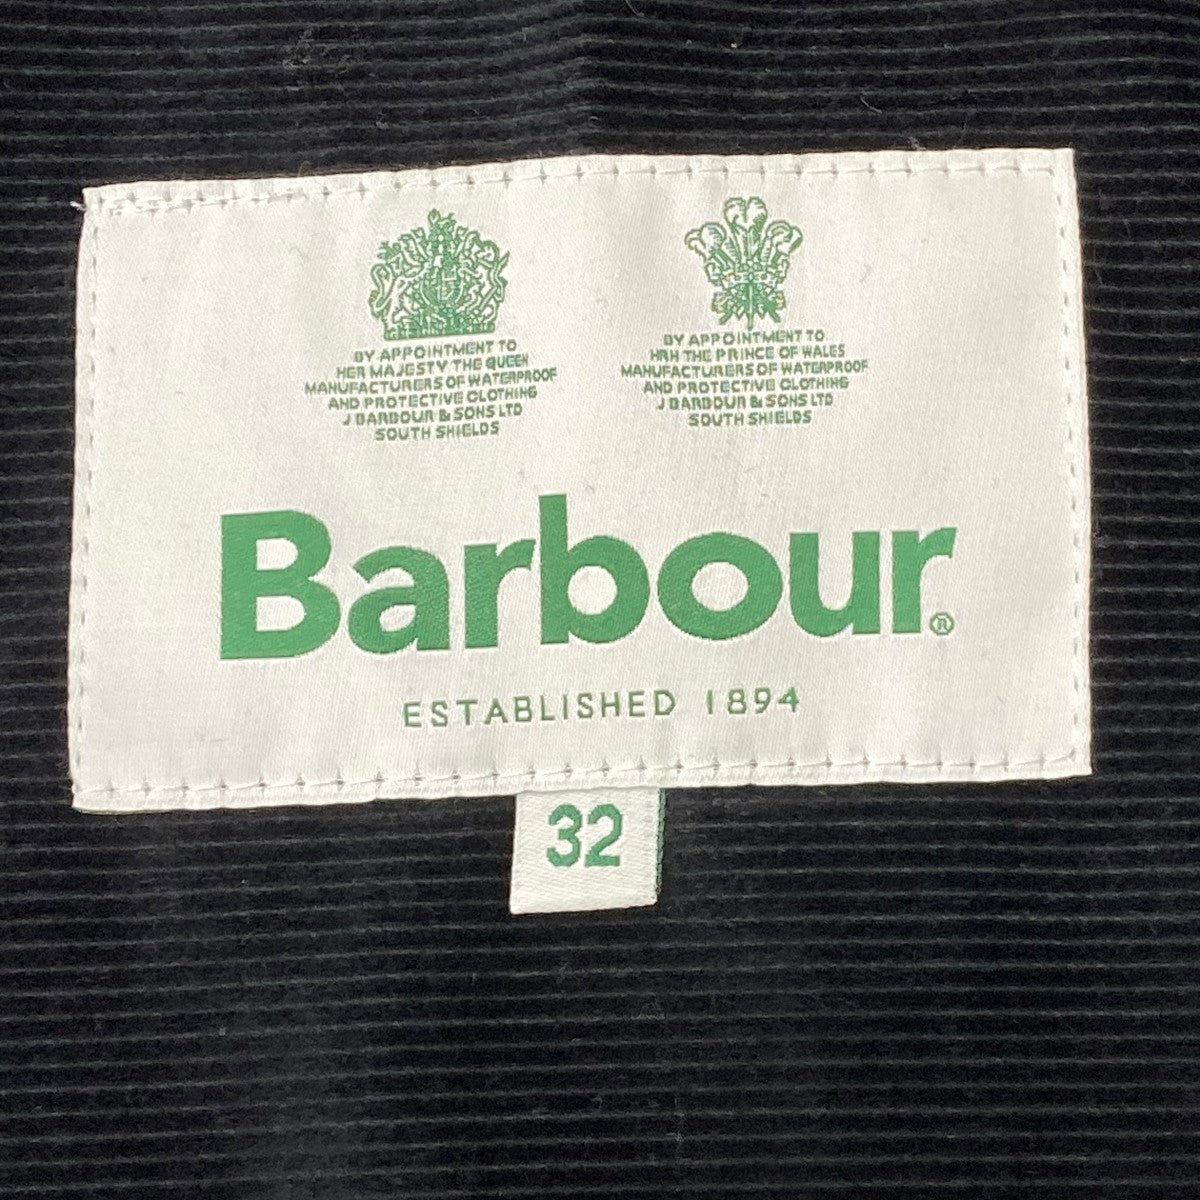 BY APPOINTMENT TO
HER MAJESTY THE QUEEN
MANUFACTURERS OF WATERPROOF
AND PROTECTIVE CLOTHING
J BARBOUR & SONS LTD
SOUTH SHIELDS
BY APPOINTMENT TO
HRH THE PRINCE OF WALES
MANUFACTURERS OF WATERPROOF
AND PROTECTIVE CLOTHING
J BARBOUR & SONS LTD
SOUTH SHIELDS
Barbour®
ESTABLISHED 1894
32